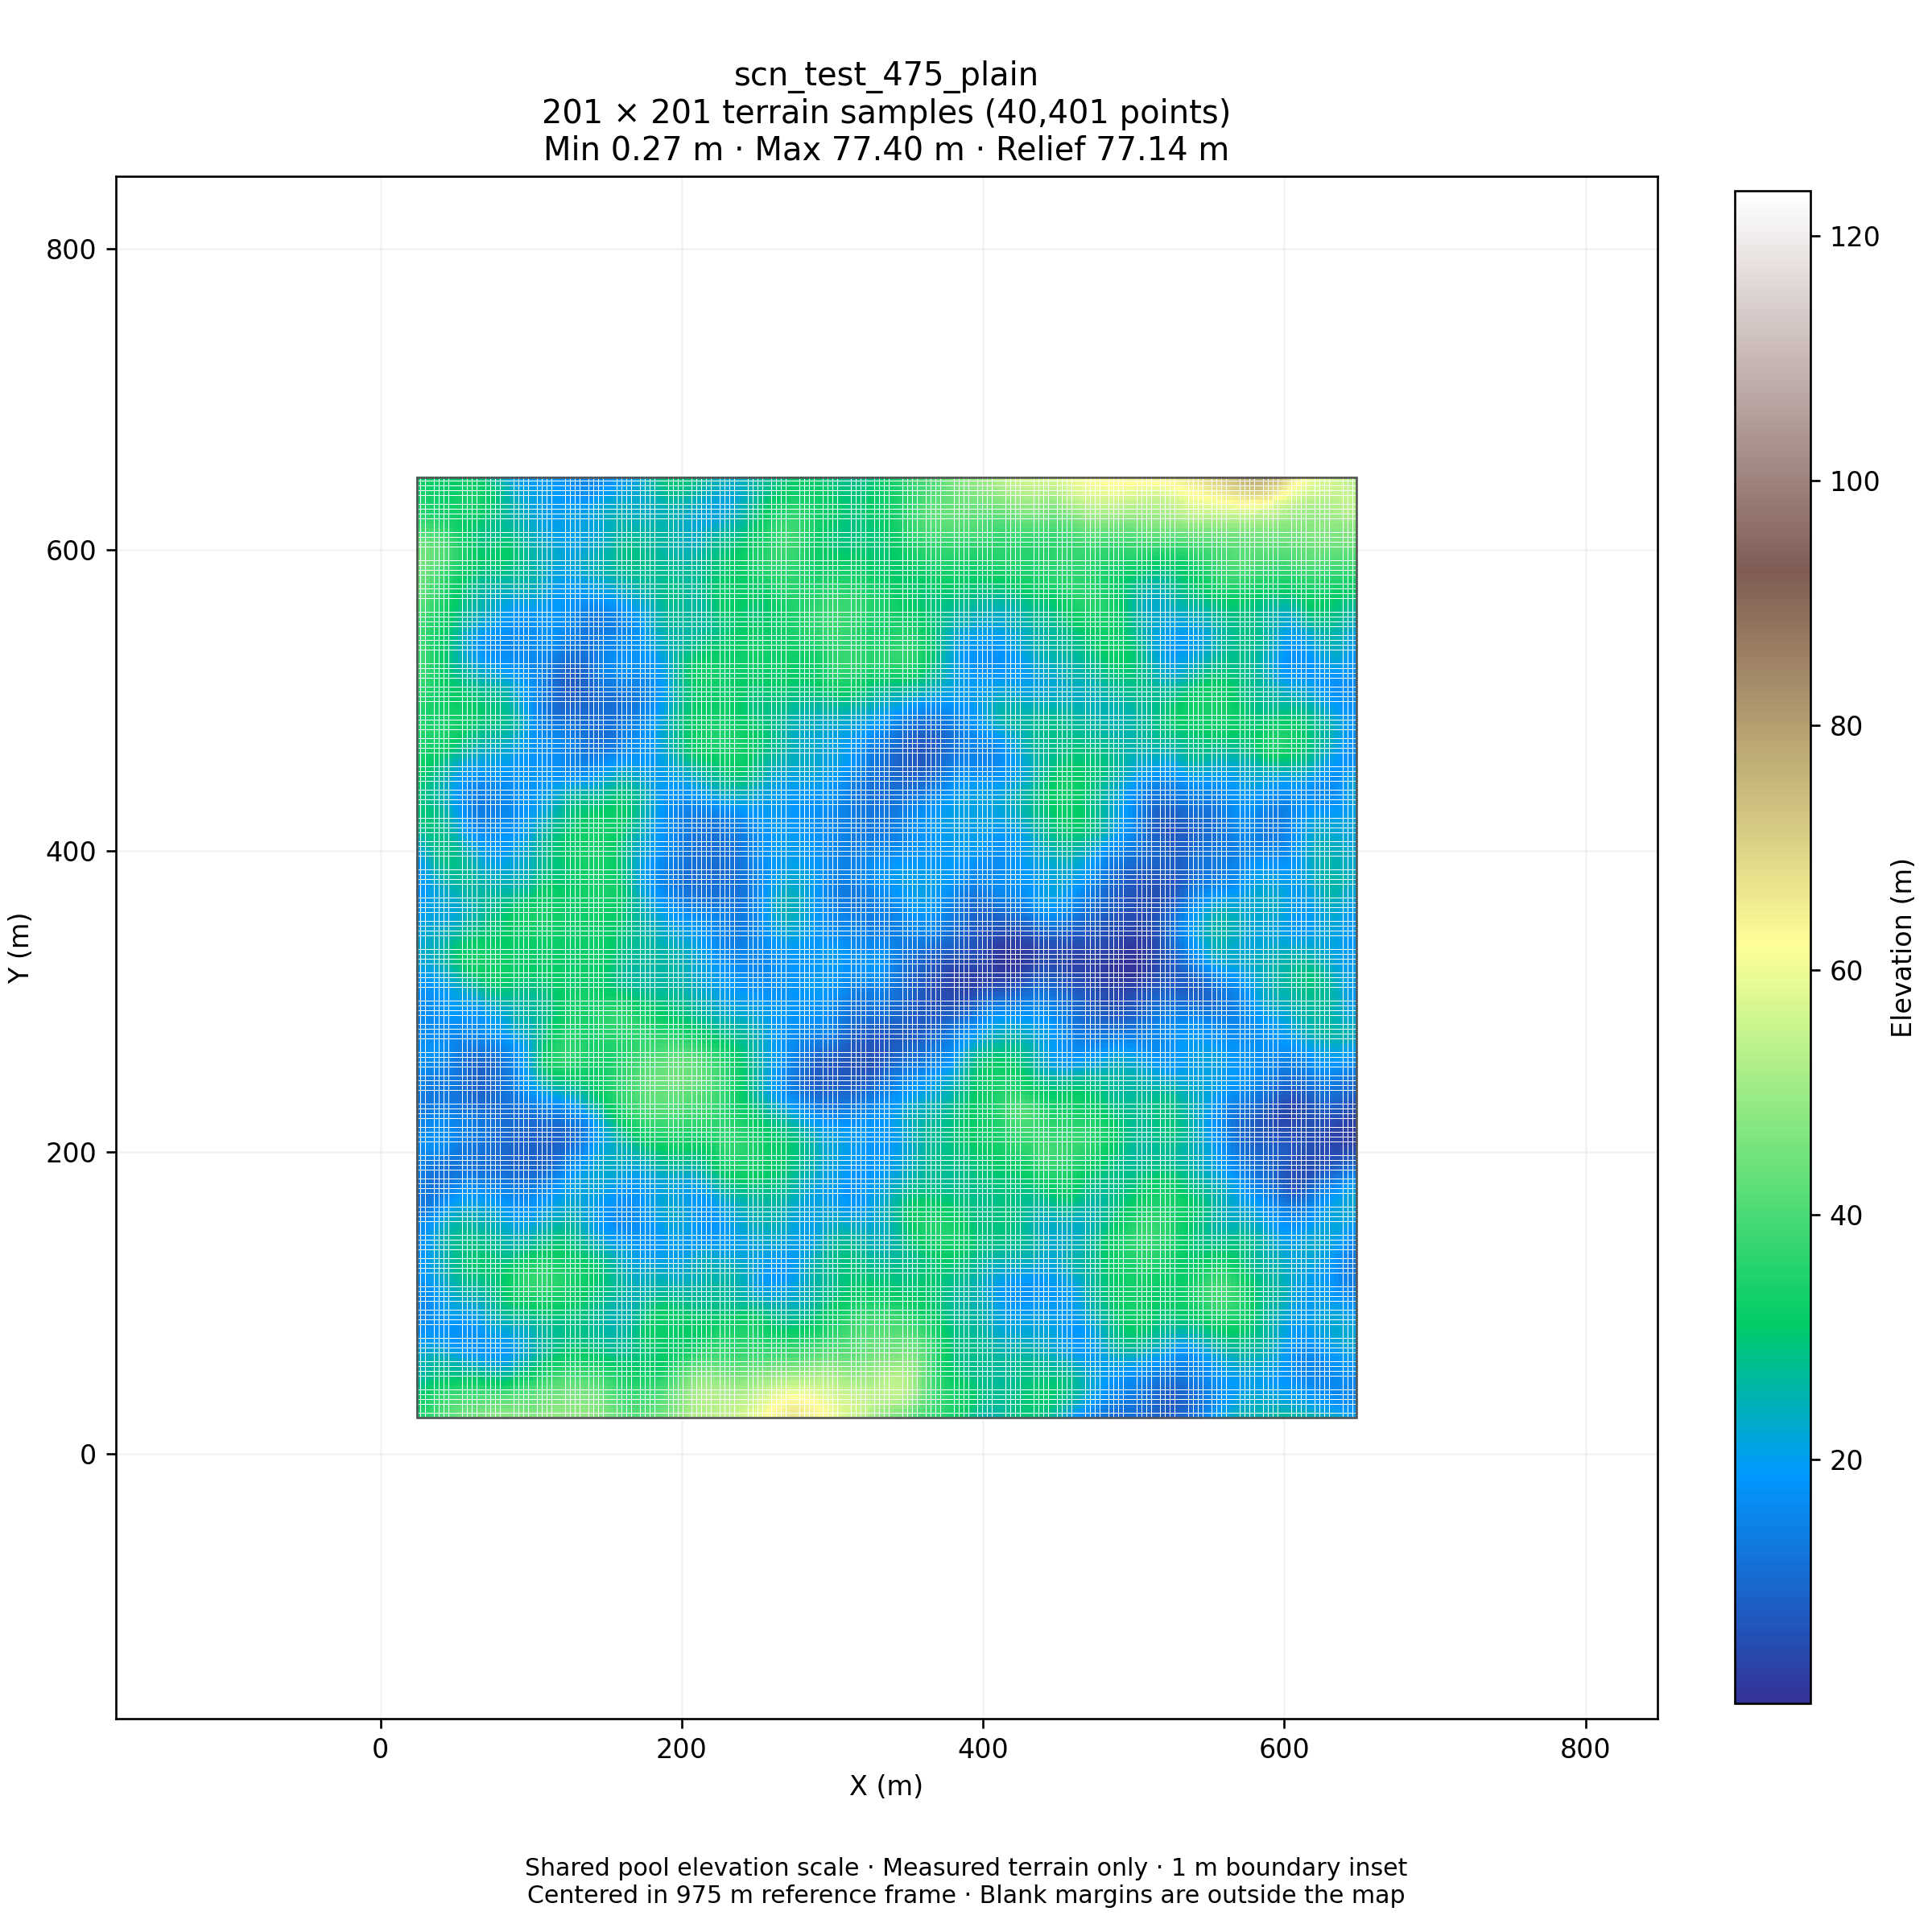 scn_test_475_plain
201 × 201 terrain samples (40,401 points)
Min 0.27 m · Max 77.40 m · Relief 77.14 m
800
600
400
200
0
Y (m)
0
200
400
600
800
X (m)
120
100
80
60
40
20
Elevation (m)
Shared pool elevation scale · Measured terrain only · 1 m boundary inset
Centered in 975 m reference frame · Blank margins are outside the map